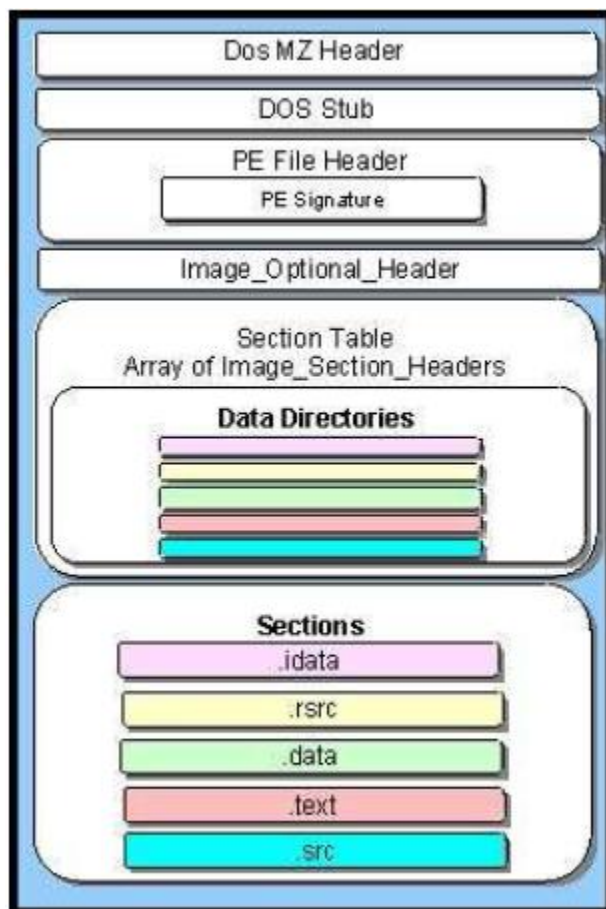 Dos MZ Header
DOS Stub
PE File Header
PE Signature
Image_Optional_Header
Section Table
Array of Image_Section_Headers
Data Directories
Sections
.idata
.rsrc
.data
.text
.src